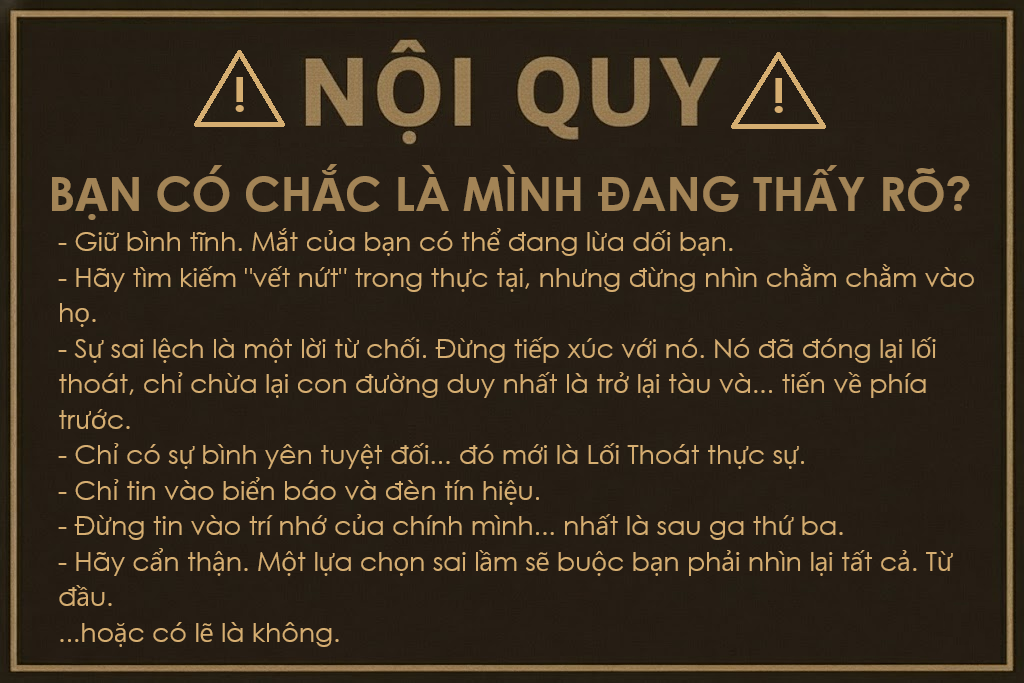 NỘI QUY
BẠN CÓ CHẮC LÀ MÌNH ĐANG THẤY RÕ?
- Giữ bình tĩnh. Mắt của bạn có thể đang lừa dối bạn.
- Hãy tìm kiếm "vết nứt" trong thực tại, nhưng đừng nhìn chằm chằm vào
họ.
- Sự sai lệch là một lời từ chối. Đừng tiếp xúc với nó. Nó đã đóng lại lối
thoát, chỉ chừa lại con đường duy nhất là trở lại tàu và... tiến về phía
trước.
- Chỉ có sự bình yên tuyệt đối... đó mới là Lối Thoát thực sự.
- Chỉ tin vào biển báo và đèn tín hiệu.
- Đừng tin vào trí nhớ của chính mình... nhất là sau ga thứ ba.
- Hãy cẩn thận. Một lựa chọn sai lầm sẽ buộc bạn phải nhìn lại tất cả. Từ
đầu.
...hoặc có lẽ là không.